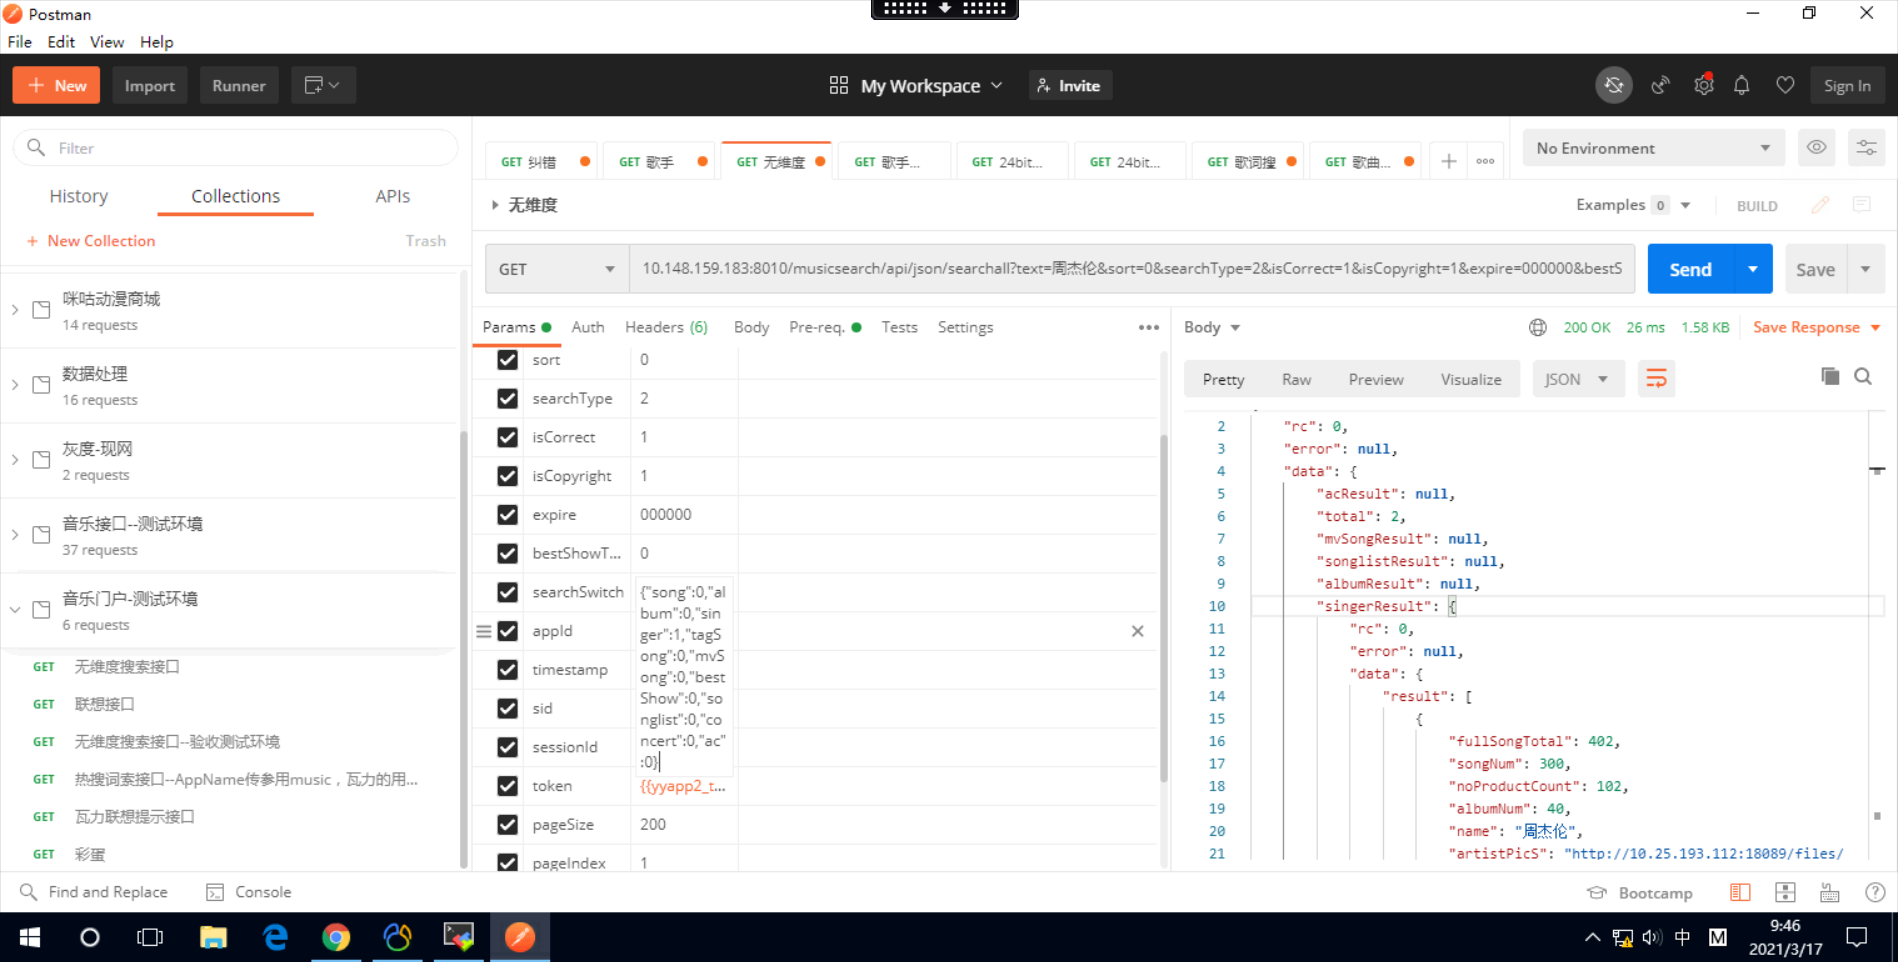 Postman
File Edit View Help
New Import Runner My Workspace Invite Sign In
Filter
History Collections APIs
+ New Collection Trash
咪咕动漫商城
14 requests
数据处理
16 requests
灰度-现网
2 requests
音乐接口--测试环境
37 requests
音乐门户-测试环境
6 requests
GET 无维度搜索接口
GET 联想接口
GET 无维度搜索接口--验收测试环境
GET 热搜词索接口--AppName传参用music，瓦力的用...
GET 瓦力联想提示接口
GET 彩蛋
GET 纠错 GET 歌手 GET 无维度 GET 歌手... GET 24bit... GET 24bit... GET 歌词搜 GET 歌曲...
No Environment
无维度
Examples 0 BUILD
GET 10.148.159.183:8010/musicsearch/api/json/searchall?text=周杰伦&sort=0&searchType=2&isCorrect=1&isCopyright=1&expire=000000&bestS Send Save
Params Auth Headers (6) Body Pre-req. Tests Settings
sort 0
searchType 2
isCorrect 1
isCopyright 1
expire 000000
bestShowT... 0
searchSwitch
{"song":0,"al
bum":0,"sin
ger":1,"tagS
ong":0,"mvS
ong":0,"best
Show":0,"so
nglist":0,"co
ncert":0,"ac"
:0}
appId
timestamp
sid
sessionId
token {{yyapp2_t...
pageSize 200
pageIndex 1
Body 200 OK 26 ms 1.58 KB Save Response
Pretty Raw Preview Visualize JSON
2 "rc": 0,
3 "error": null,
4 "data": {
5 "acResult": null,
6 "total": 2,
7 "mvSongResult": null,
8 "songlistResult": null,
9 "albumResult": null,
10 "singerResult": {
11 "rc": 0,
12 "error": null,
13 "data": {
14 "result": [
15 {
16 "fullSongTotal": 402,
17 "songNum": 300,
18 "noProductCount": 102,
19 "albumNum": 40,
20 "name": "周杰伦",
21 "artistPicS": "http://10.25.193.112:18089/files/
Find and Replace Console Bootcamp
中 M
9:46
2021/3/17